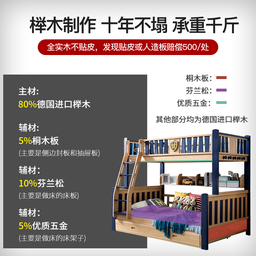 榉木制作 十年不塌 承重千斤
全实木不贴皮,发现贴皮或人造板赔偿500/处
主材:
80%德国进口榉木
辅材:
5%桐木板
(主要是侧边封板和抽屉板)
辅材:
10%芬兰松
(主要是做床的床板)
辅材:
5%优质五金
(主要是做床的床架子)
桐木板:
芬兰松:
优质五金:
其他部分均为德国进口榉木